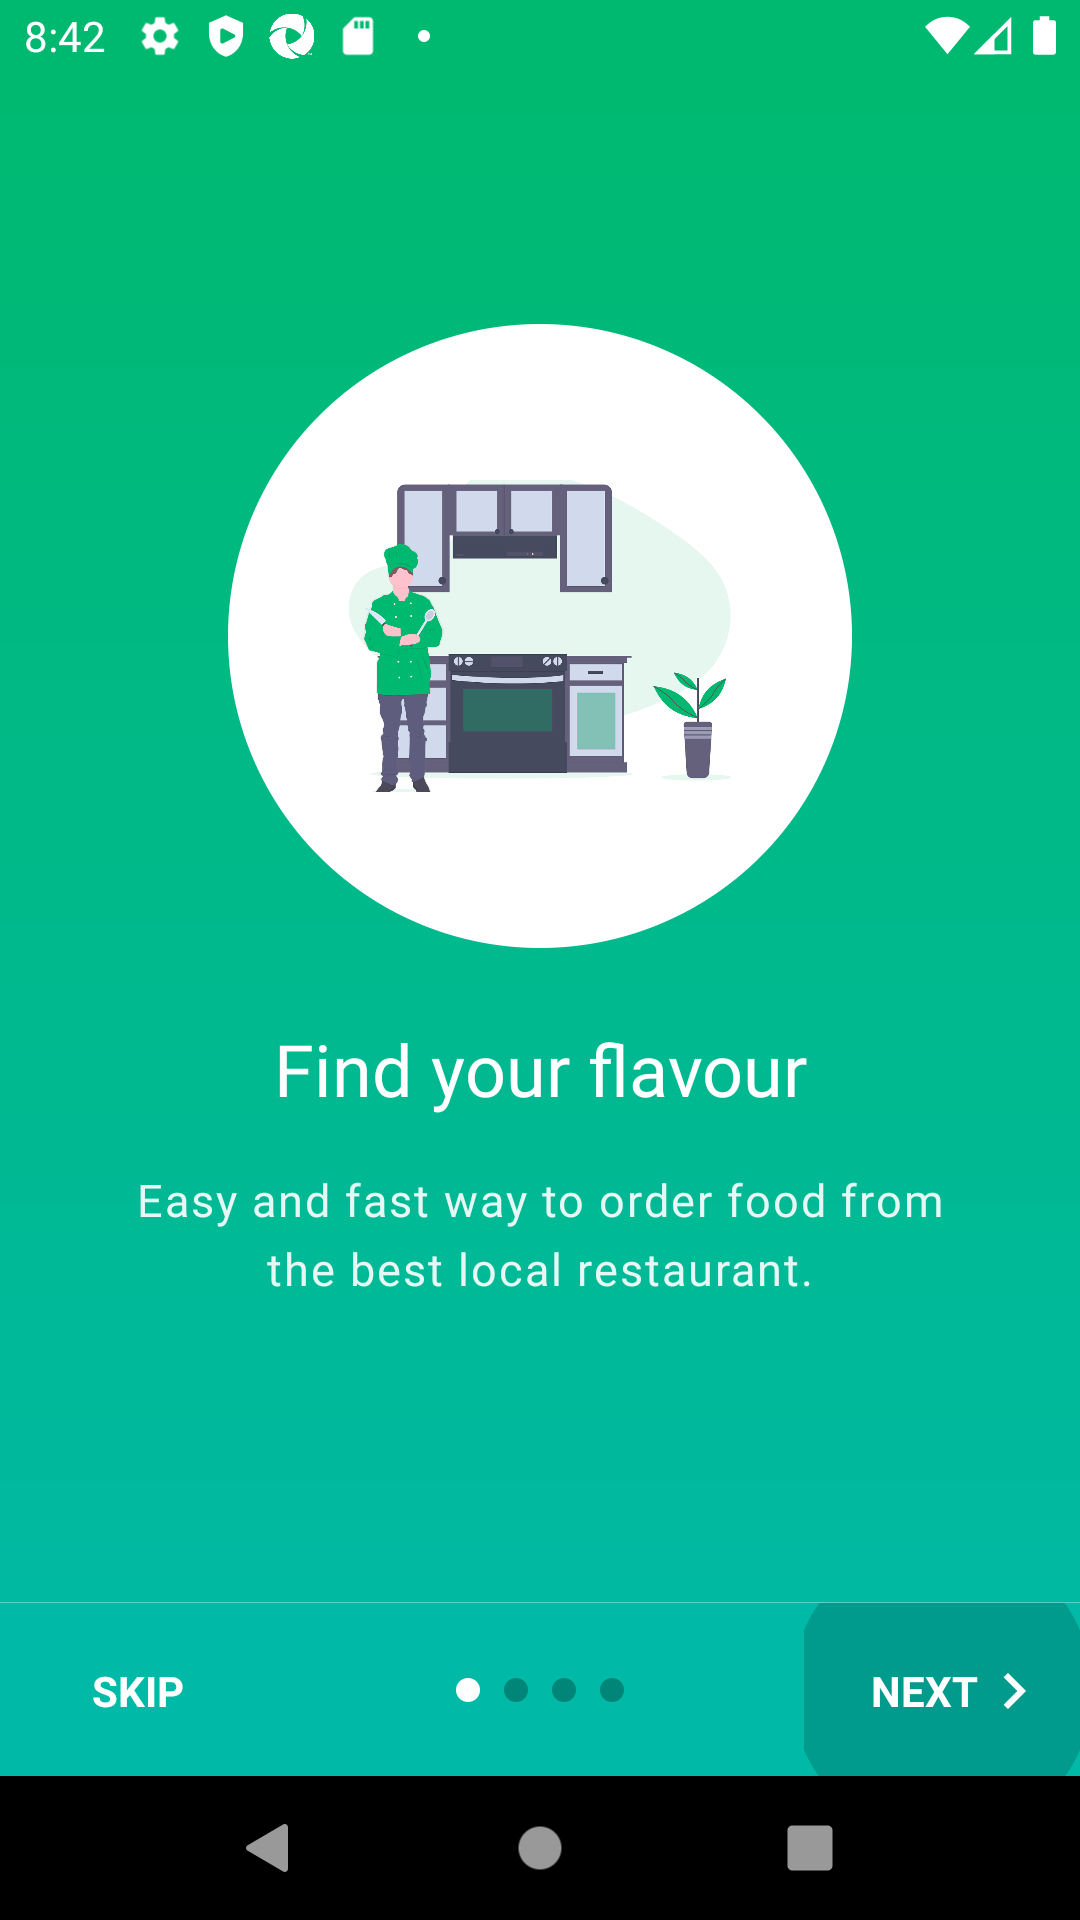 8:42
Find your flavour
Easy and fast way to order food from
the best local restaurant.
SKIP
NEXT